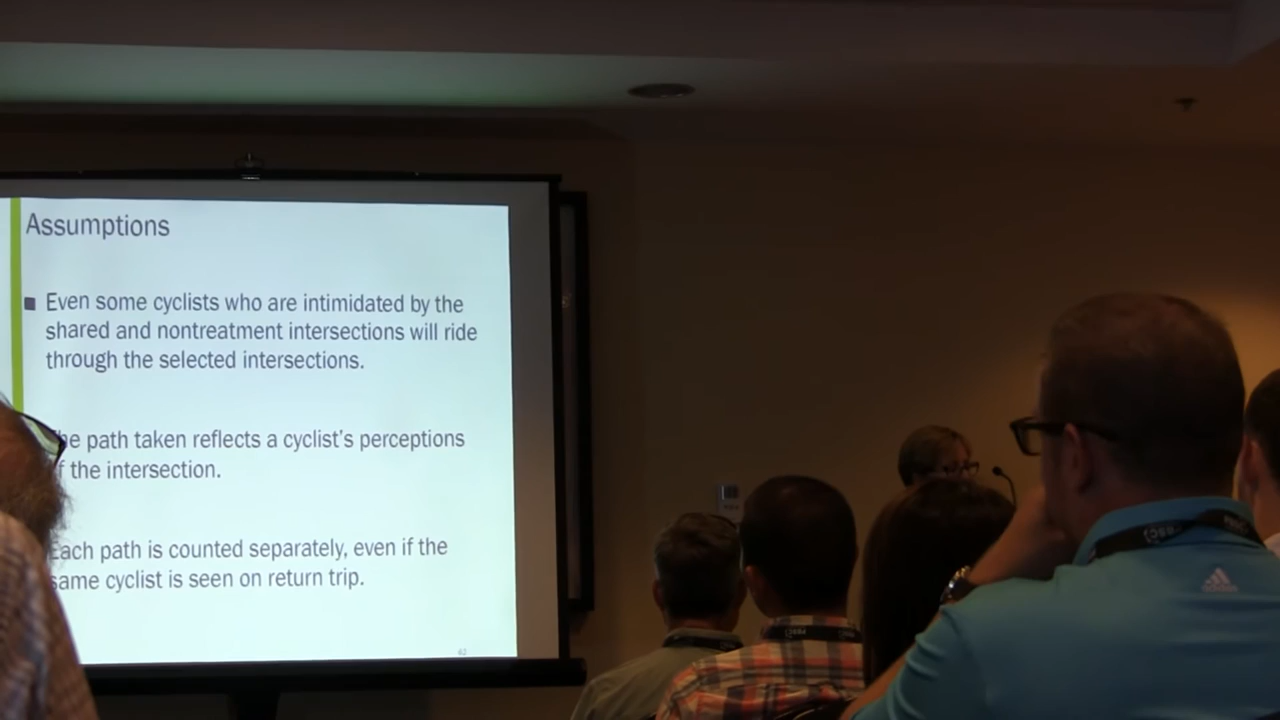 Assumptions
Even some cyclists who are intimidated by the
shared and nontreatment intersections will ride
through the selected intersections.
he path taken reflects a cyclist's perceptions
f the intersection.
Each path is counted separately, even if the
same cyclist is seen on return trip.
adidas